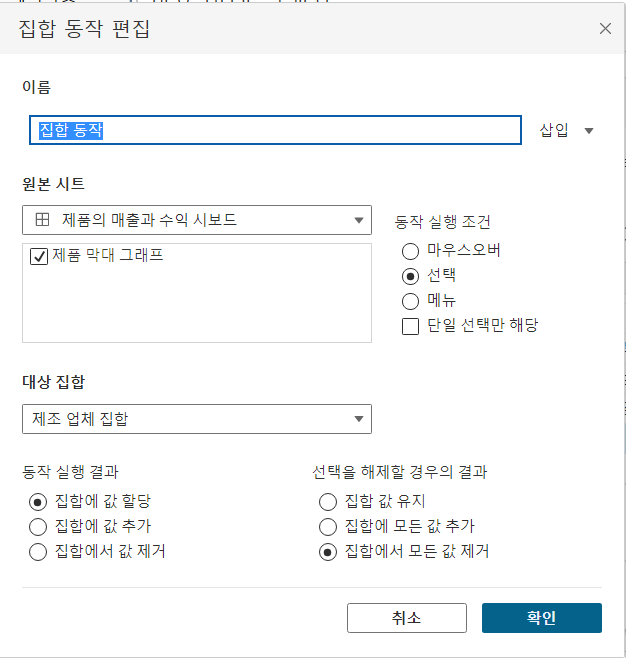 집합 동작 편집
이름
집합 동작
삽입
원본 시트
제품의 매출과 수익 시보드
제품 막대 그래프
동작 실행 조건
마우스오버
선택
메뉴
단일 선택만 해당
대상 집합
제조 업체 집합
동작 실행 결과
집합에 값 할당
집합에 값 추가
집합에서 값 제거
선택을 해제할 경우의 결과
집합 값 유지
집합에 모든 값 추가
집합에서 모든 값 제거
취소
확인